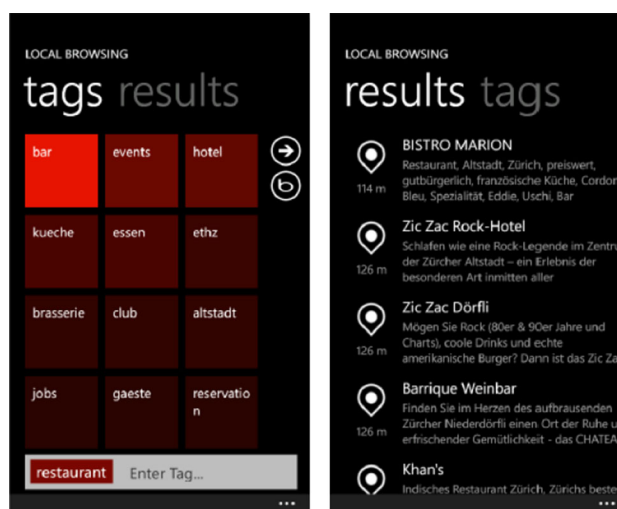 LOCAL BROWSING
tags results
bar
events
hotel
kueche
essen
ethz
brasserie
club
altstadt
jobs
gaeste
reservatio
n
restaurant
Enter Tag...
...
LOCAL BROWSING
results tags
BISTRO MARION
Restaurant, Altstadt, Zürich, preiswert,
gutbürgerlich, französische Küche, Cordon
Bleu, Spezialität, Eddie, Uschi, Bar
114 m
Zic Zac Rock-Hotel
Schlafen wie eine Rock-Legende im Zentru
der Zürcher Altstadt – ein Erlebnis der
besonderen Art inmitten aller
126 m
Zic Zac Dörfli
Mögen Sie Rock (80er & 90er Jahre und
Charts), coole Drinks und echte
amerikanische Burger? Dann ist das Zic Za
126 m
Barrique Weinbar
Finden Sie im Herzen des aufbrausenden
Zürcher Niederdörfli einen Ort der Ruhe u
erfrischender Gemütlichkeit - das CHATEA
126 m
Khan's
Indisches Restaurant Zürich, Zürichs beste
...